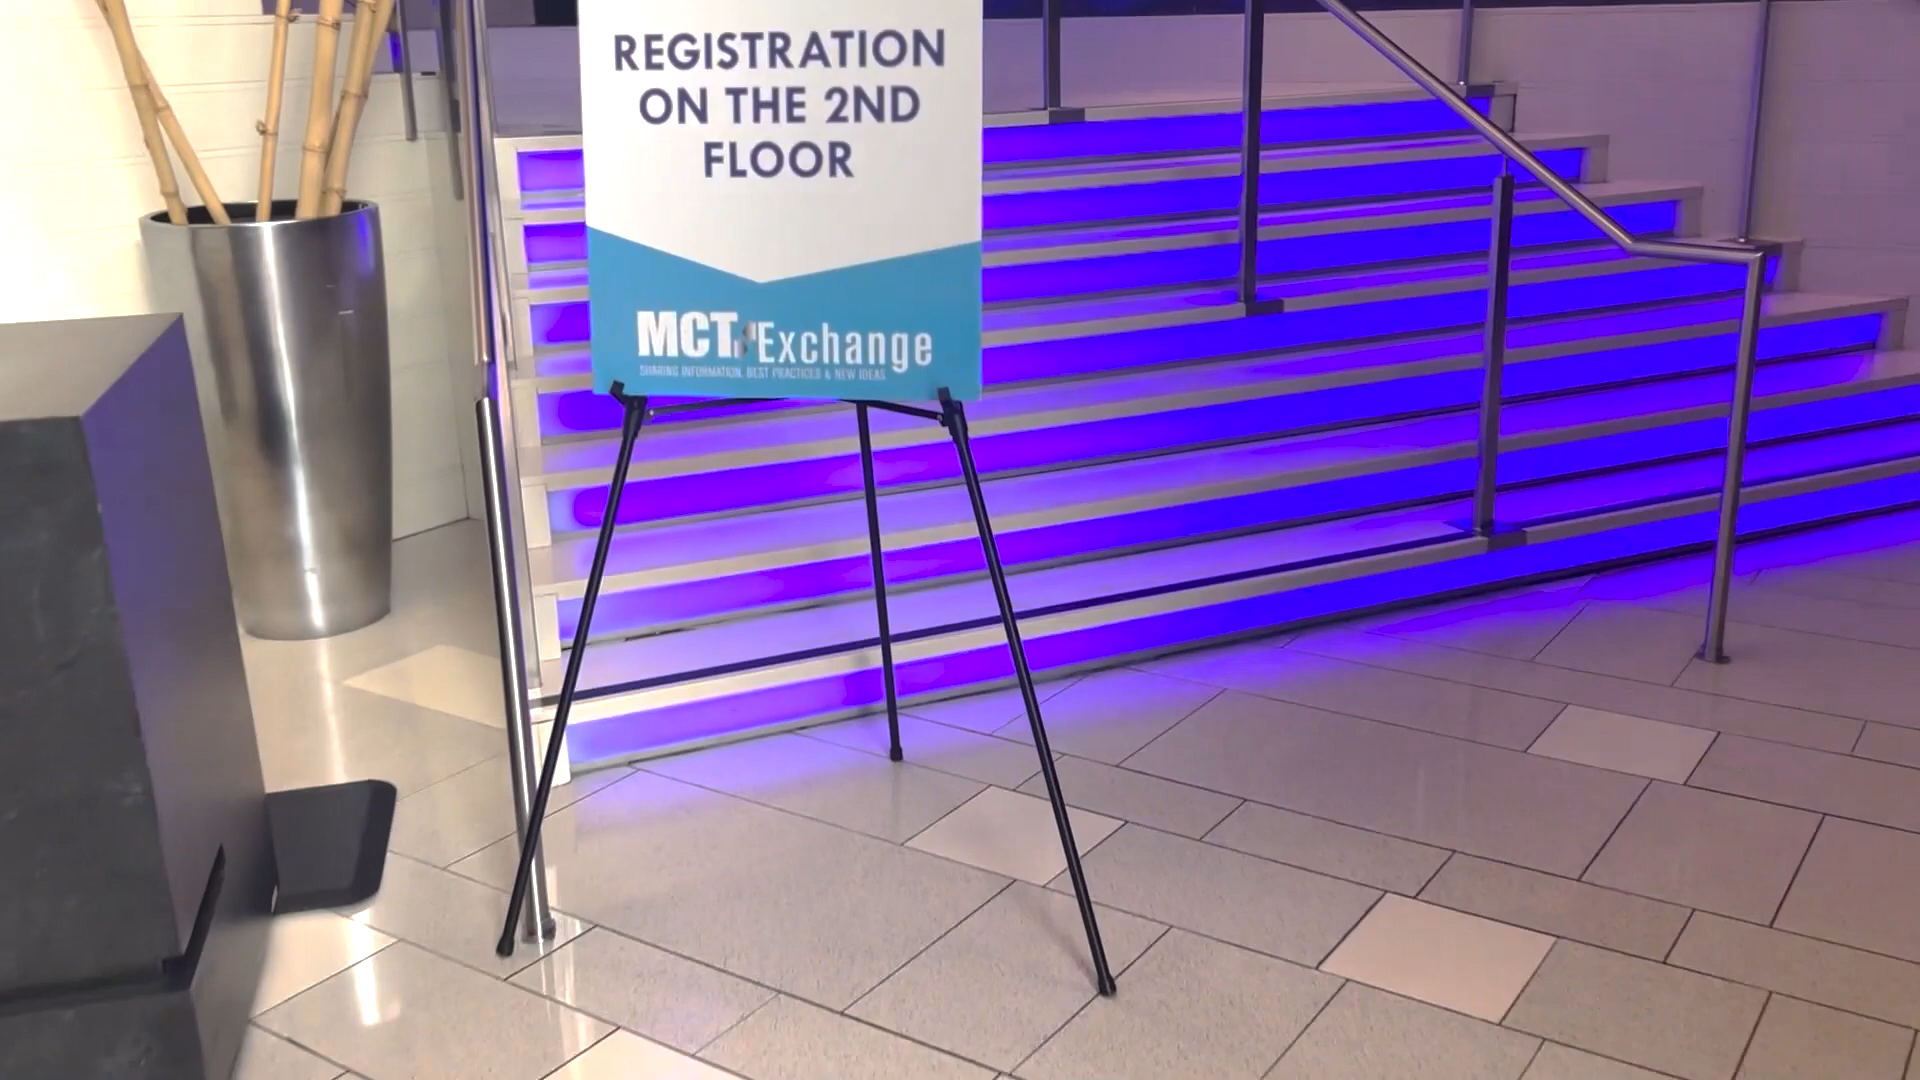 REGISTRATION
ON THE 2ND
FLOOR
MCT Exchange
SHARING INFORMATION, BEST PRACTICES & NEW IDEAS